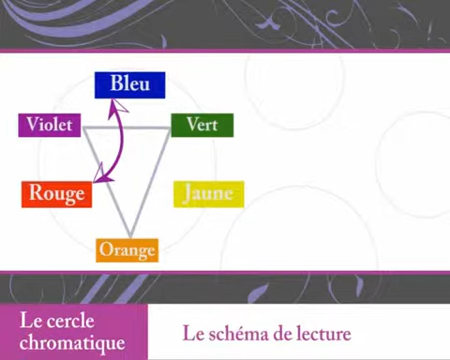 Bleu
Violet Vert
Rouge Jaune
Orange
Le cercle
chromatique
Le schéma de lecture